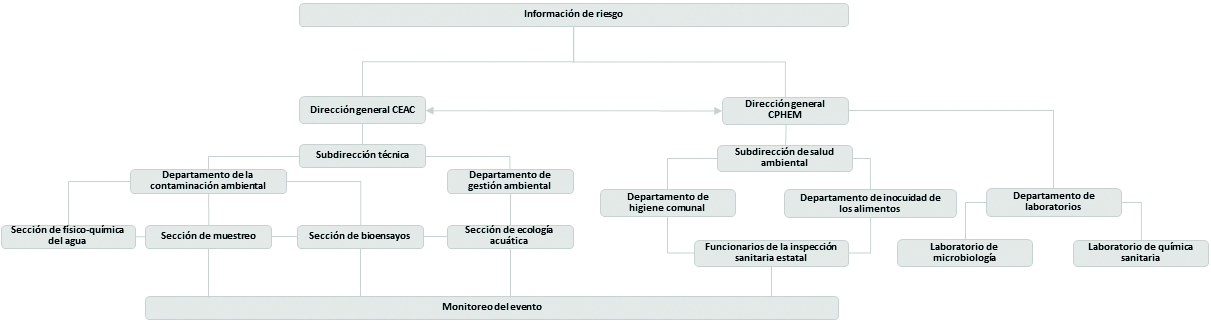 Información de riesgo
Dirección general CEAC
Dirección general
CPHEM
Subdirección técnica
Subdirección de salud
ambiental
Departamento de la
contaminación ambiental
Departamento de
gestión ambiental
Departamento de
higiene comunal
Departamento de inocuidad de
los alimentos
Departamento de
laboratorios
Sección de físico-química
del agua
Sección de muestreo
Sección de bioensayos
Sección de ecología
acuática
Funcionarios de la inspección
sanitaria estatal
Laboratorio de
microbiología
Laboratorio de química
sanitaria
Monitoreo del evento